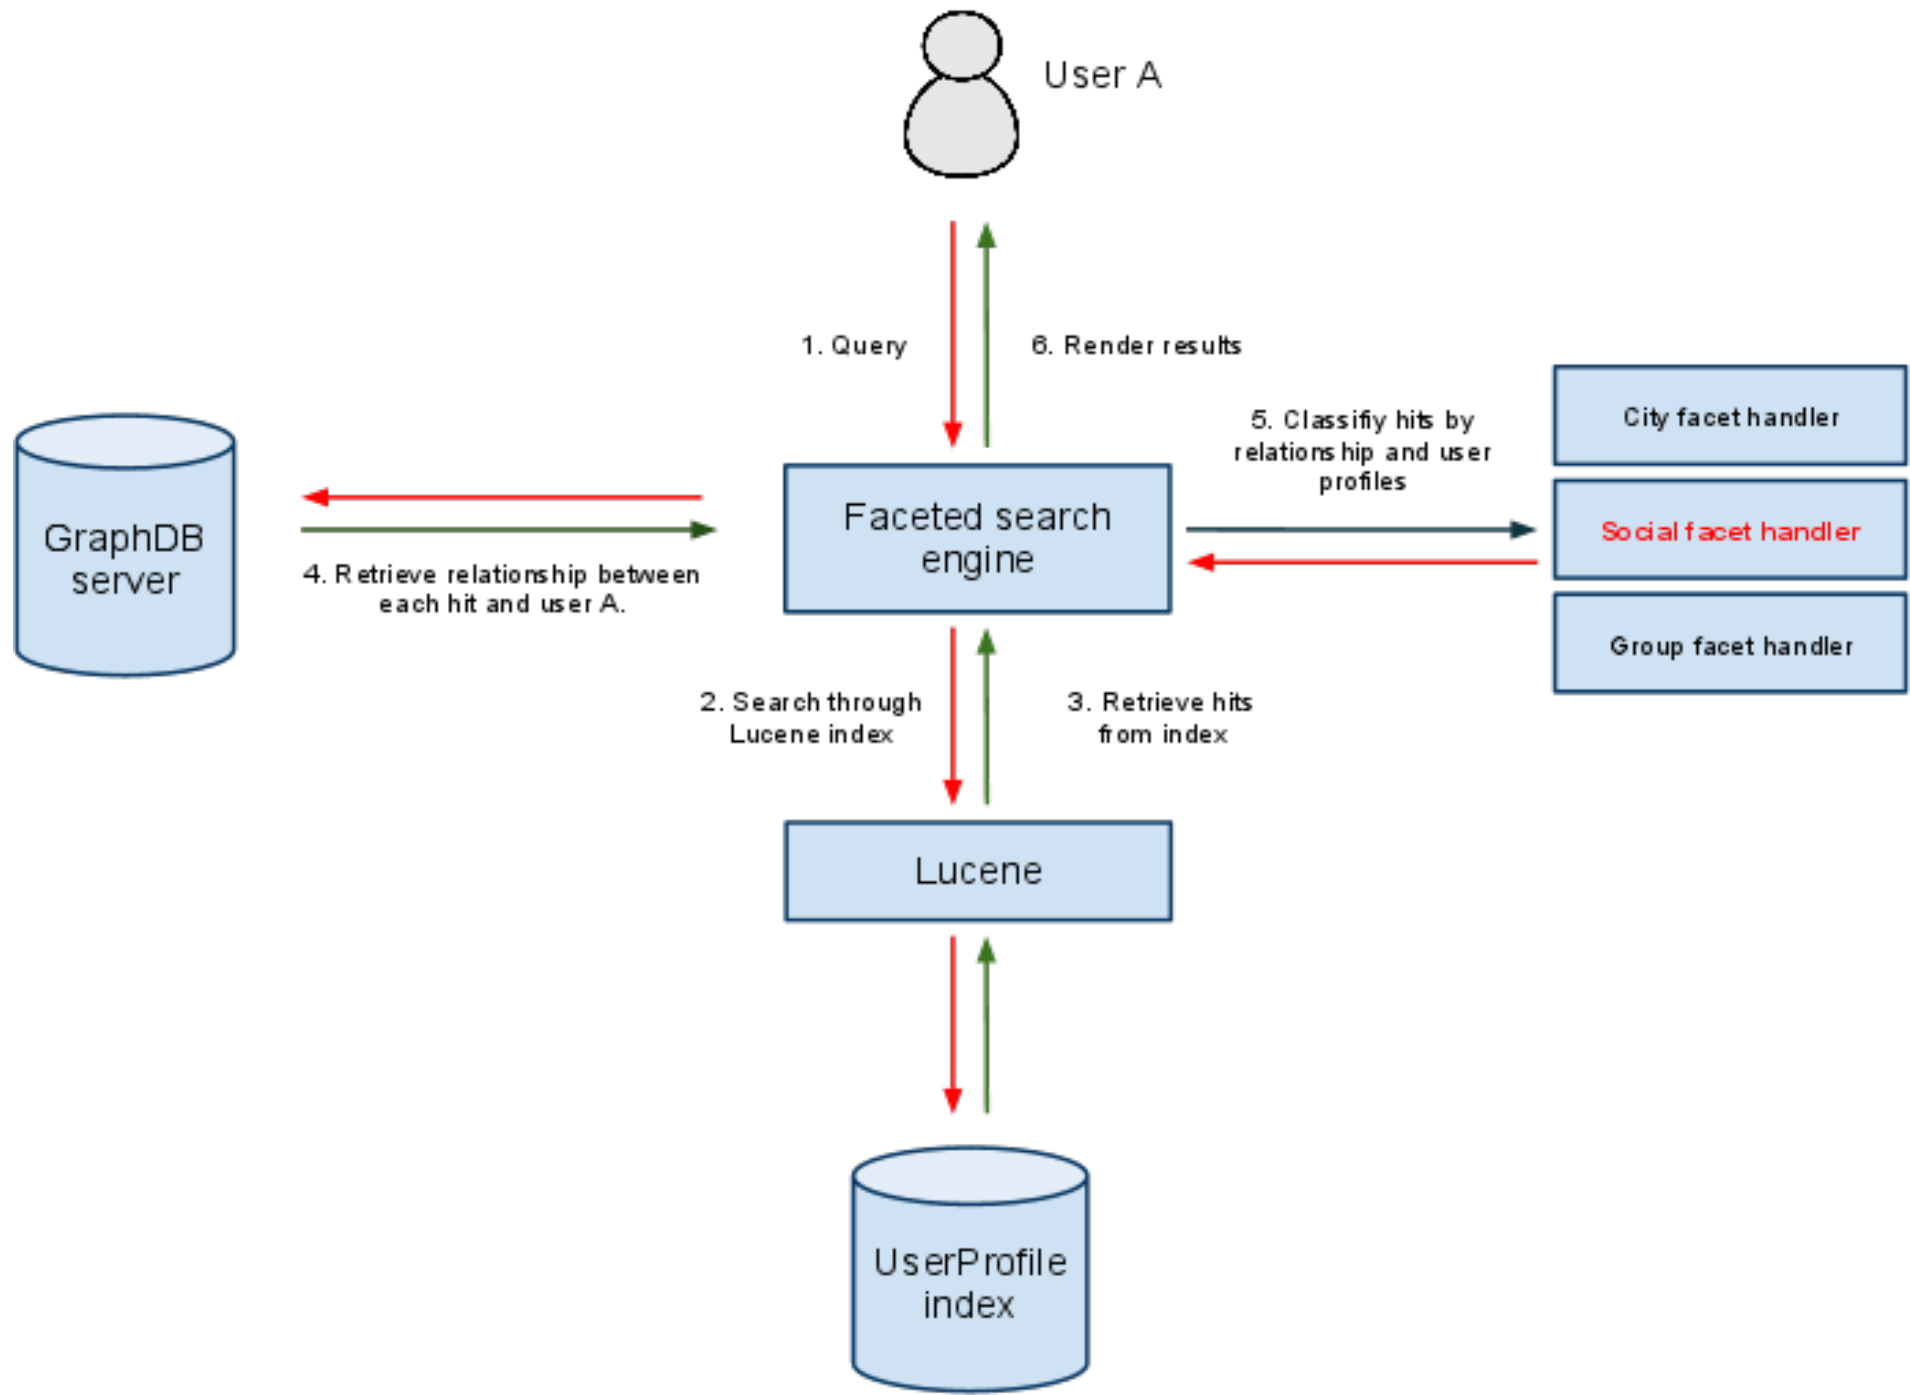 User A
1. Query
6. Render results
5. Classifiy hits by
relationship and user
profiles
City facet handler
Social facet handler
Group facet handler
GraphDB
server
Faceted search
engine
4. Retrieve relationship between
each hit and user A.
2. Search through
Lucene index
3. Retrieve hits
from index
Lucene
UserProfile
index